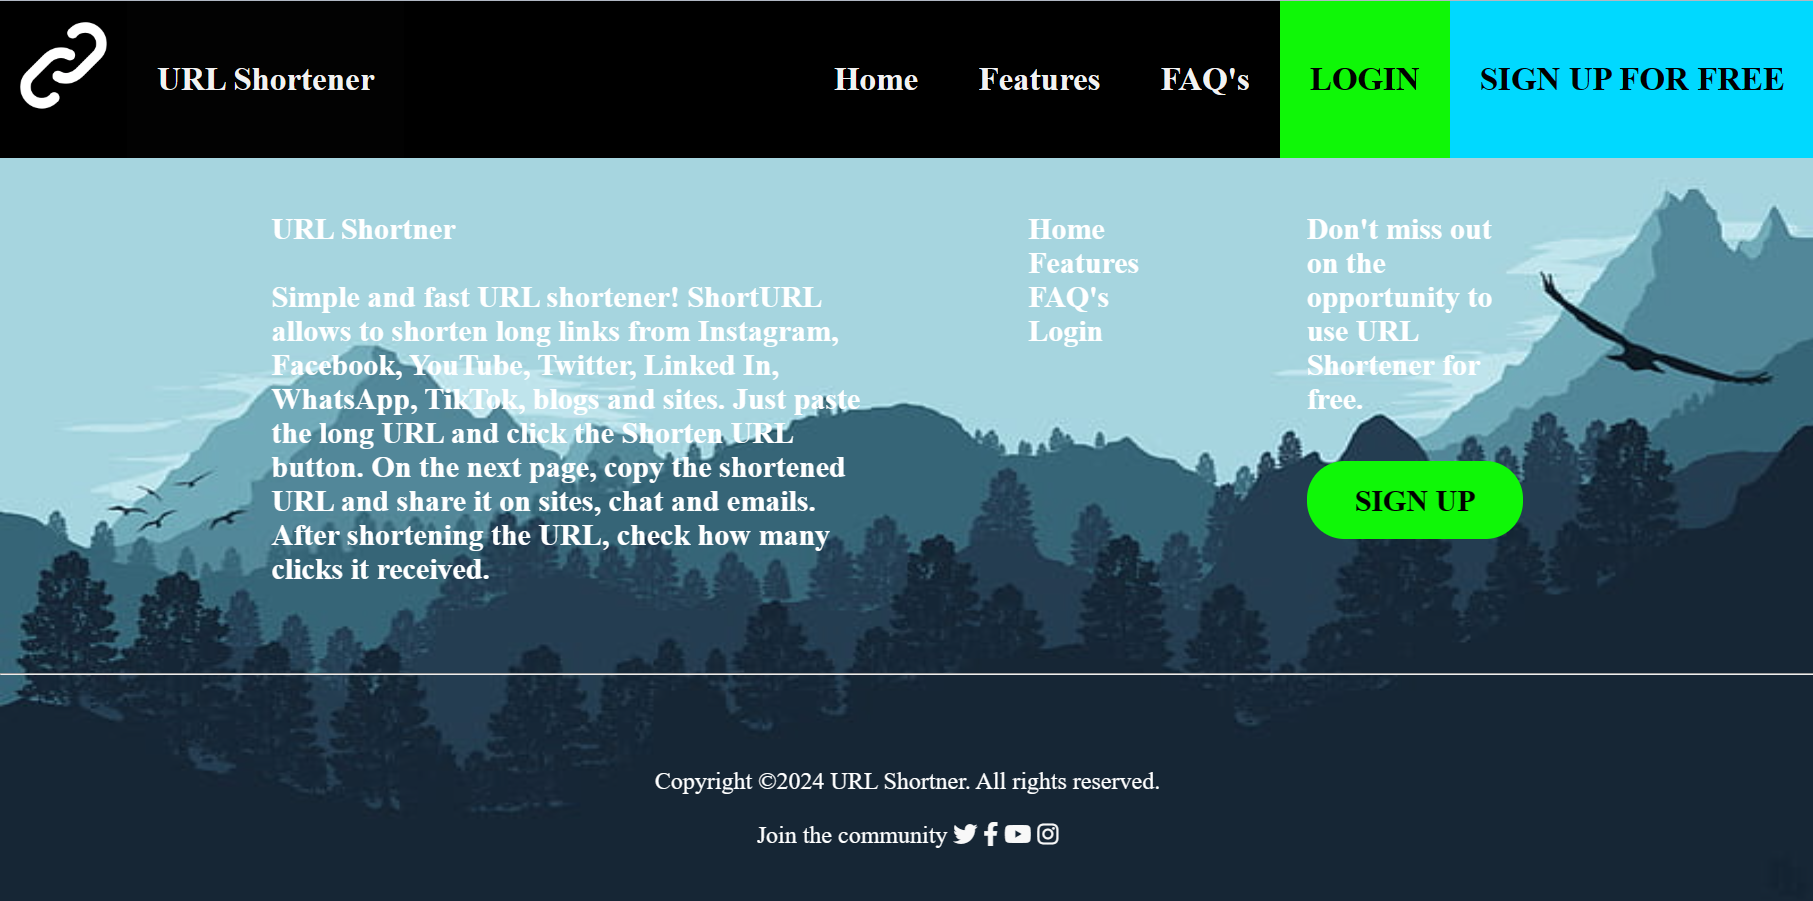 URL Shortener
Home
Features
FAQ's
LOGIN
SIGN UP FOR FREE
URL Shortner
Simple and fast URL shortener! ShortURL
allows to shorten long links from Instagram,
Facebook, YouTube, Twitter, Linked In,
WhatsApp, TikTok, blogs and sites. Just paste
the long URL and click the Shorten URL
button. On the next page, copy the shortened
URL and share it on sites, chat and emails.
After shortening the URL, check how many
clicks it received.
Home
Features
FAQ's
Login
Don't miss out
on the
opportunity to
use URL
Shortener for
free.
SIGN UP
Copyright ©2024 URL Shortner. All rights reserved.
Join the community